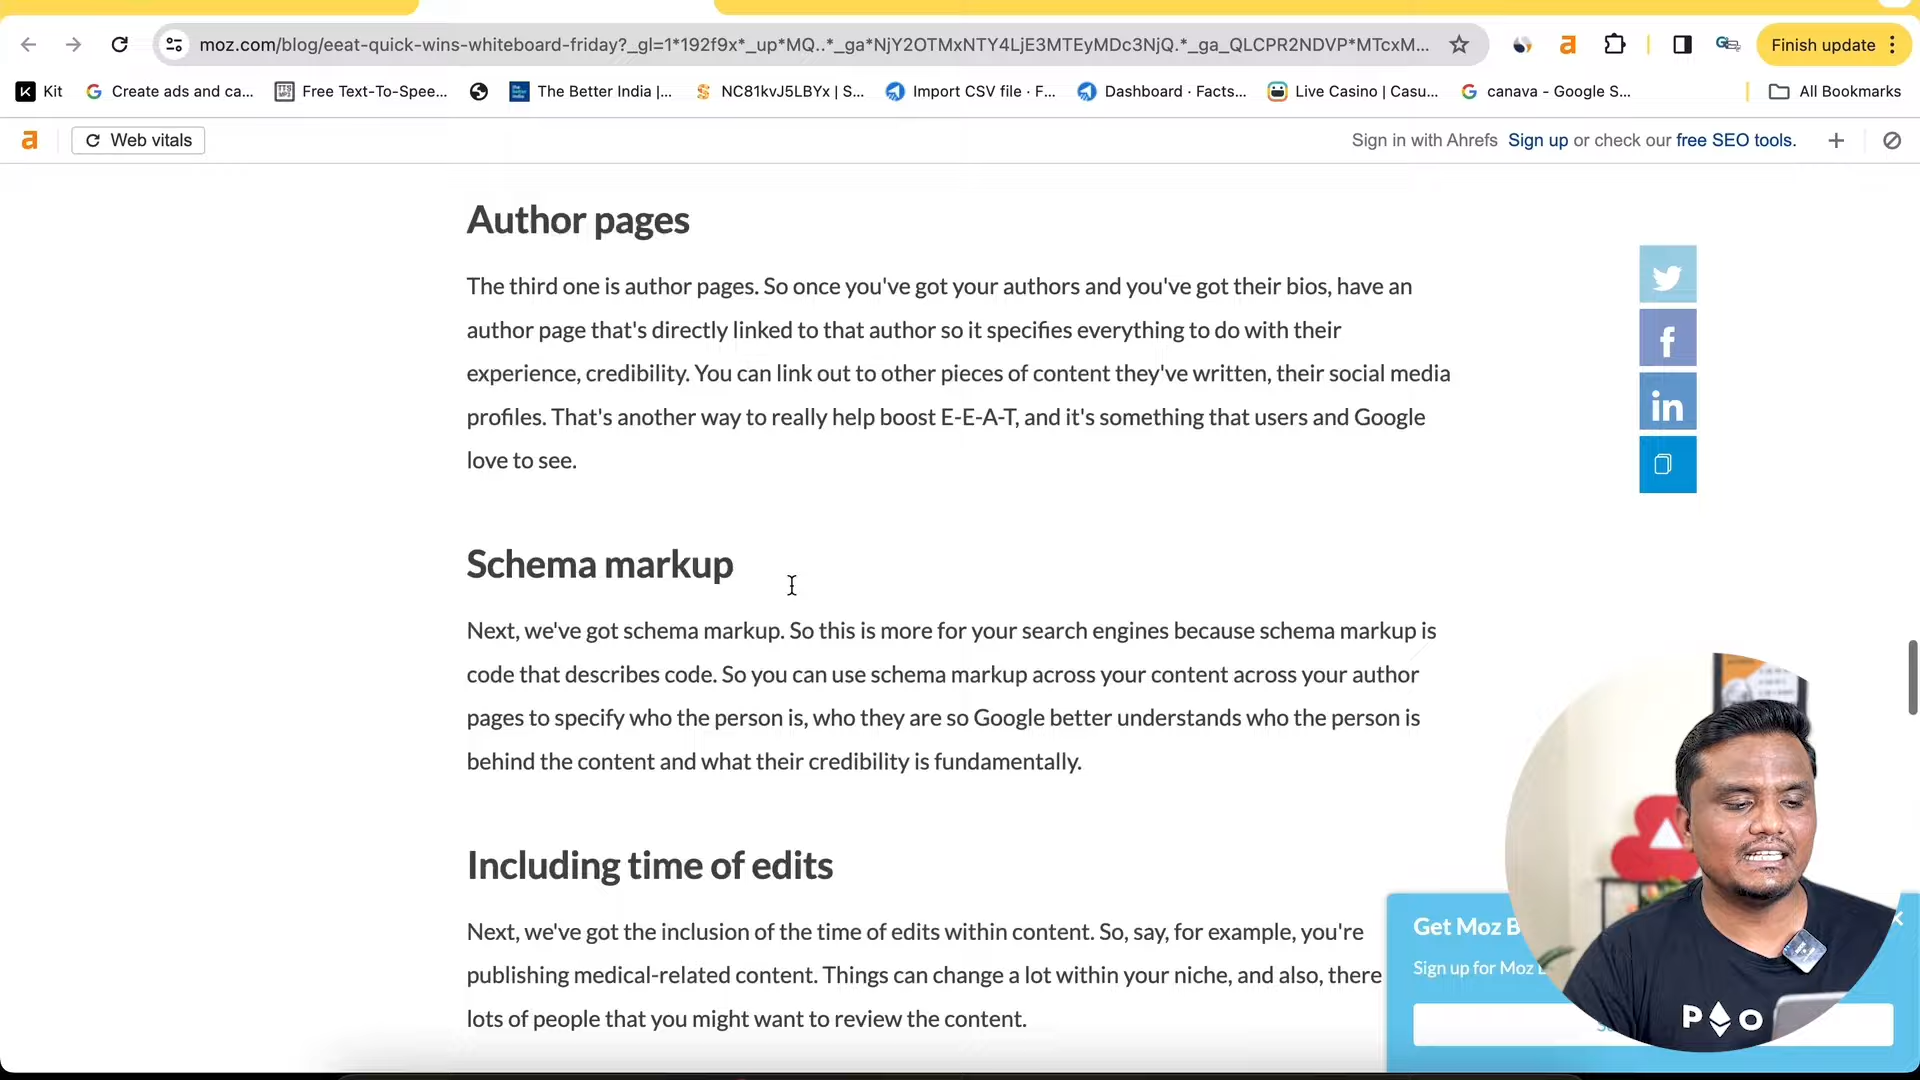 moz.com/blog/eeat-quick-wins-whiteboard-friday?_gl=1*192f9x*_up*MQ..*_ga*NjY2OTMxNTY4LjE3MTEyMDc3NjQ.*_ga_QLCPR2NDVP*MTcxM...
Finish update
Kit
Create ads and ca...
Free Text-To-Spee...
The Better India |...
NC81kvJ5LBYx | S...
Import CSV file · F...
Dashboard · Facts...
Live Casino | Casu...
canava - Google S...
All Bookmarks
a
Web vitals
Sign in with Ahrefs Sign up or check our free SEO tools.
Author pages
The third one is author pages. So once you've got your authors and you've got their bios, have an
author page that's directly linked to that author so it specifies everything to do with their
experience, credibility. You can link out to other pieces of content they've written, their social media
profiles. That's another way to really help boost E-E-A-T, and it's something that users and Google
love to see.
Schema markup
Next, we've got schema markup. So this is more for your search engines because schema markup is
code that describes code. So you can use schema markup across your content across your author
pages to specify who the person is, who they are so Google better understands who the person is
behind the content and what their credibility is fundamentally.
Including time of edits
Next, we've got the inclusion of the time of edits within content. So, say, for example, you're
publishing medical-related content. Things can change a lot within your niche, and also, there
lots of people that you might want to review the content.
Get Moz
Sign up for Moz